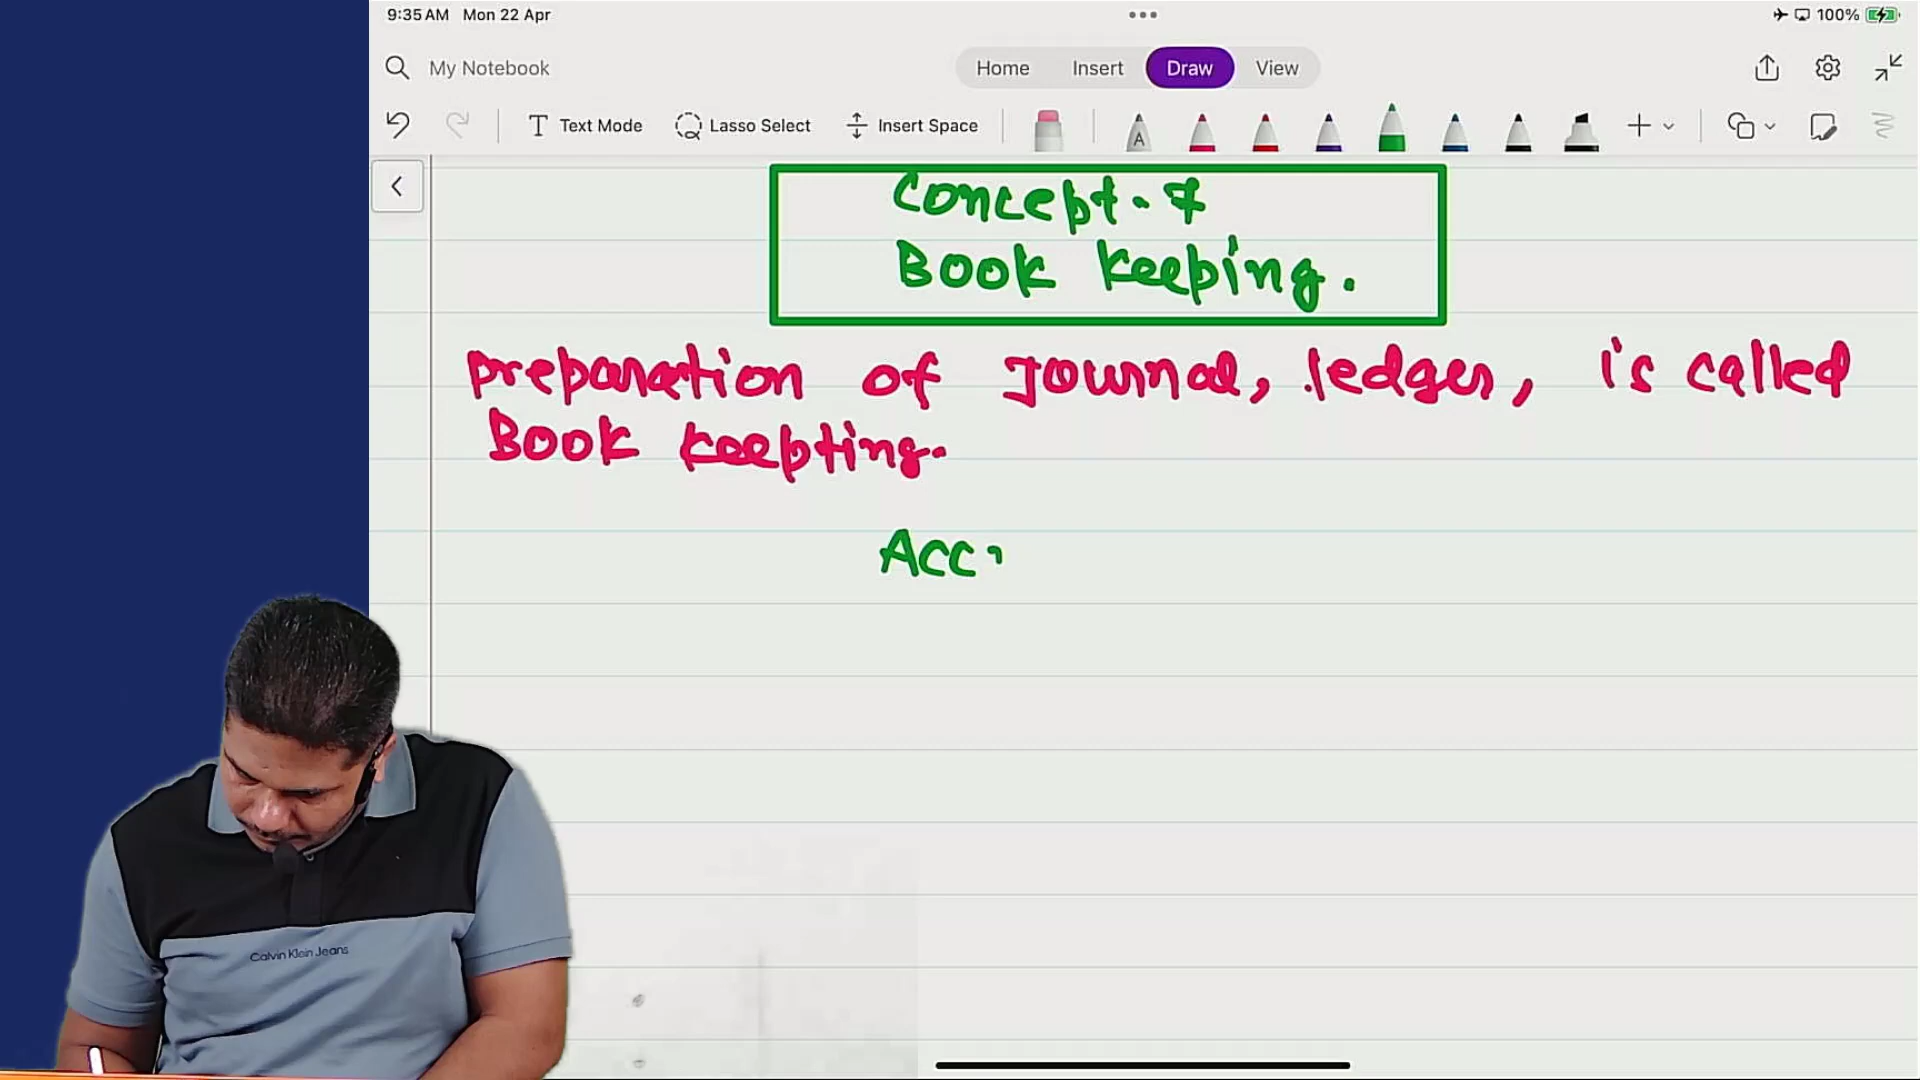 9:35 AM Mon 22 Apr
100%
My Notebook
Home Insert Draw View
Text Mode Lasso Select Insert Space
A
Concept-7
Book keeping.
preparation of Journal, ledger, is called
Book keepting.
Acc
Calvin Klein Jeans